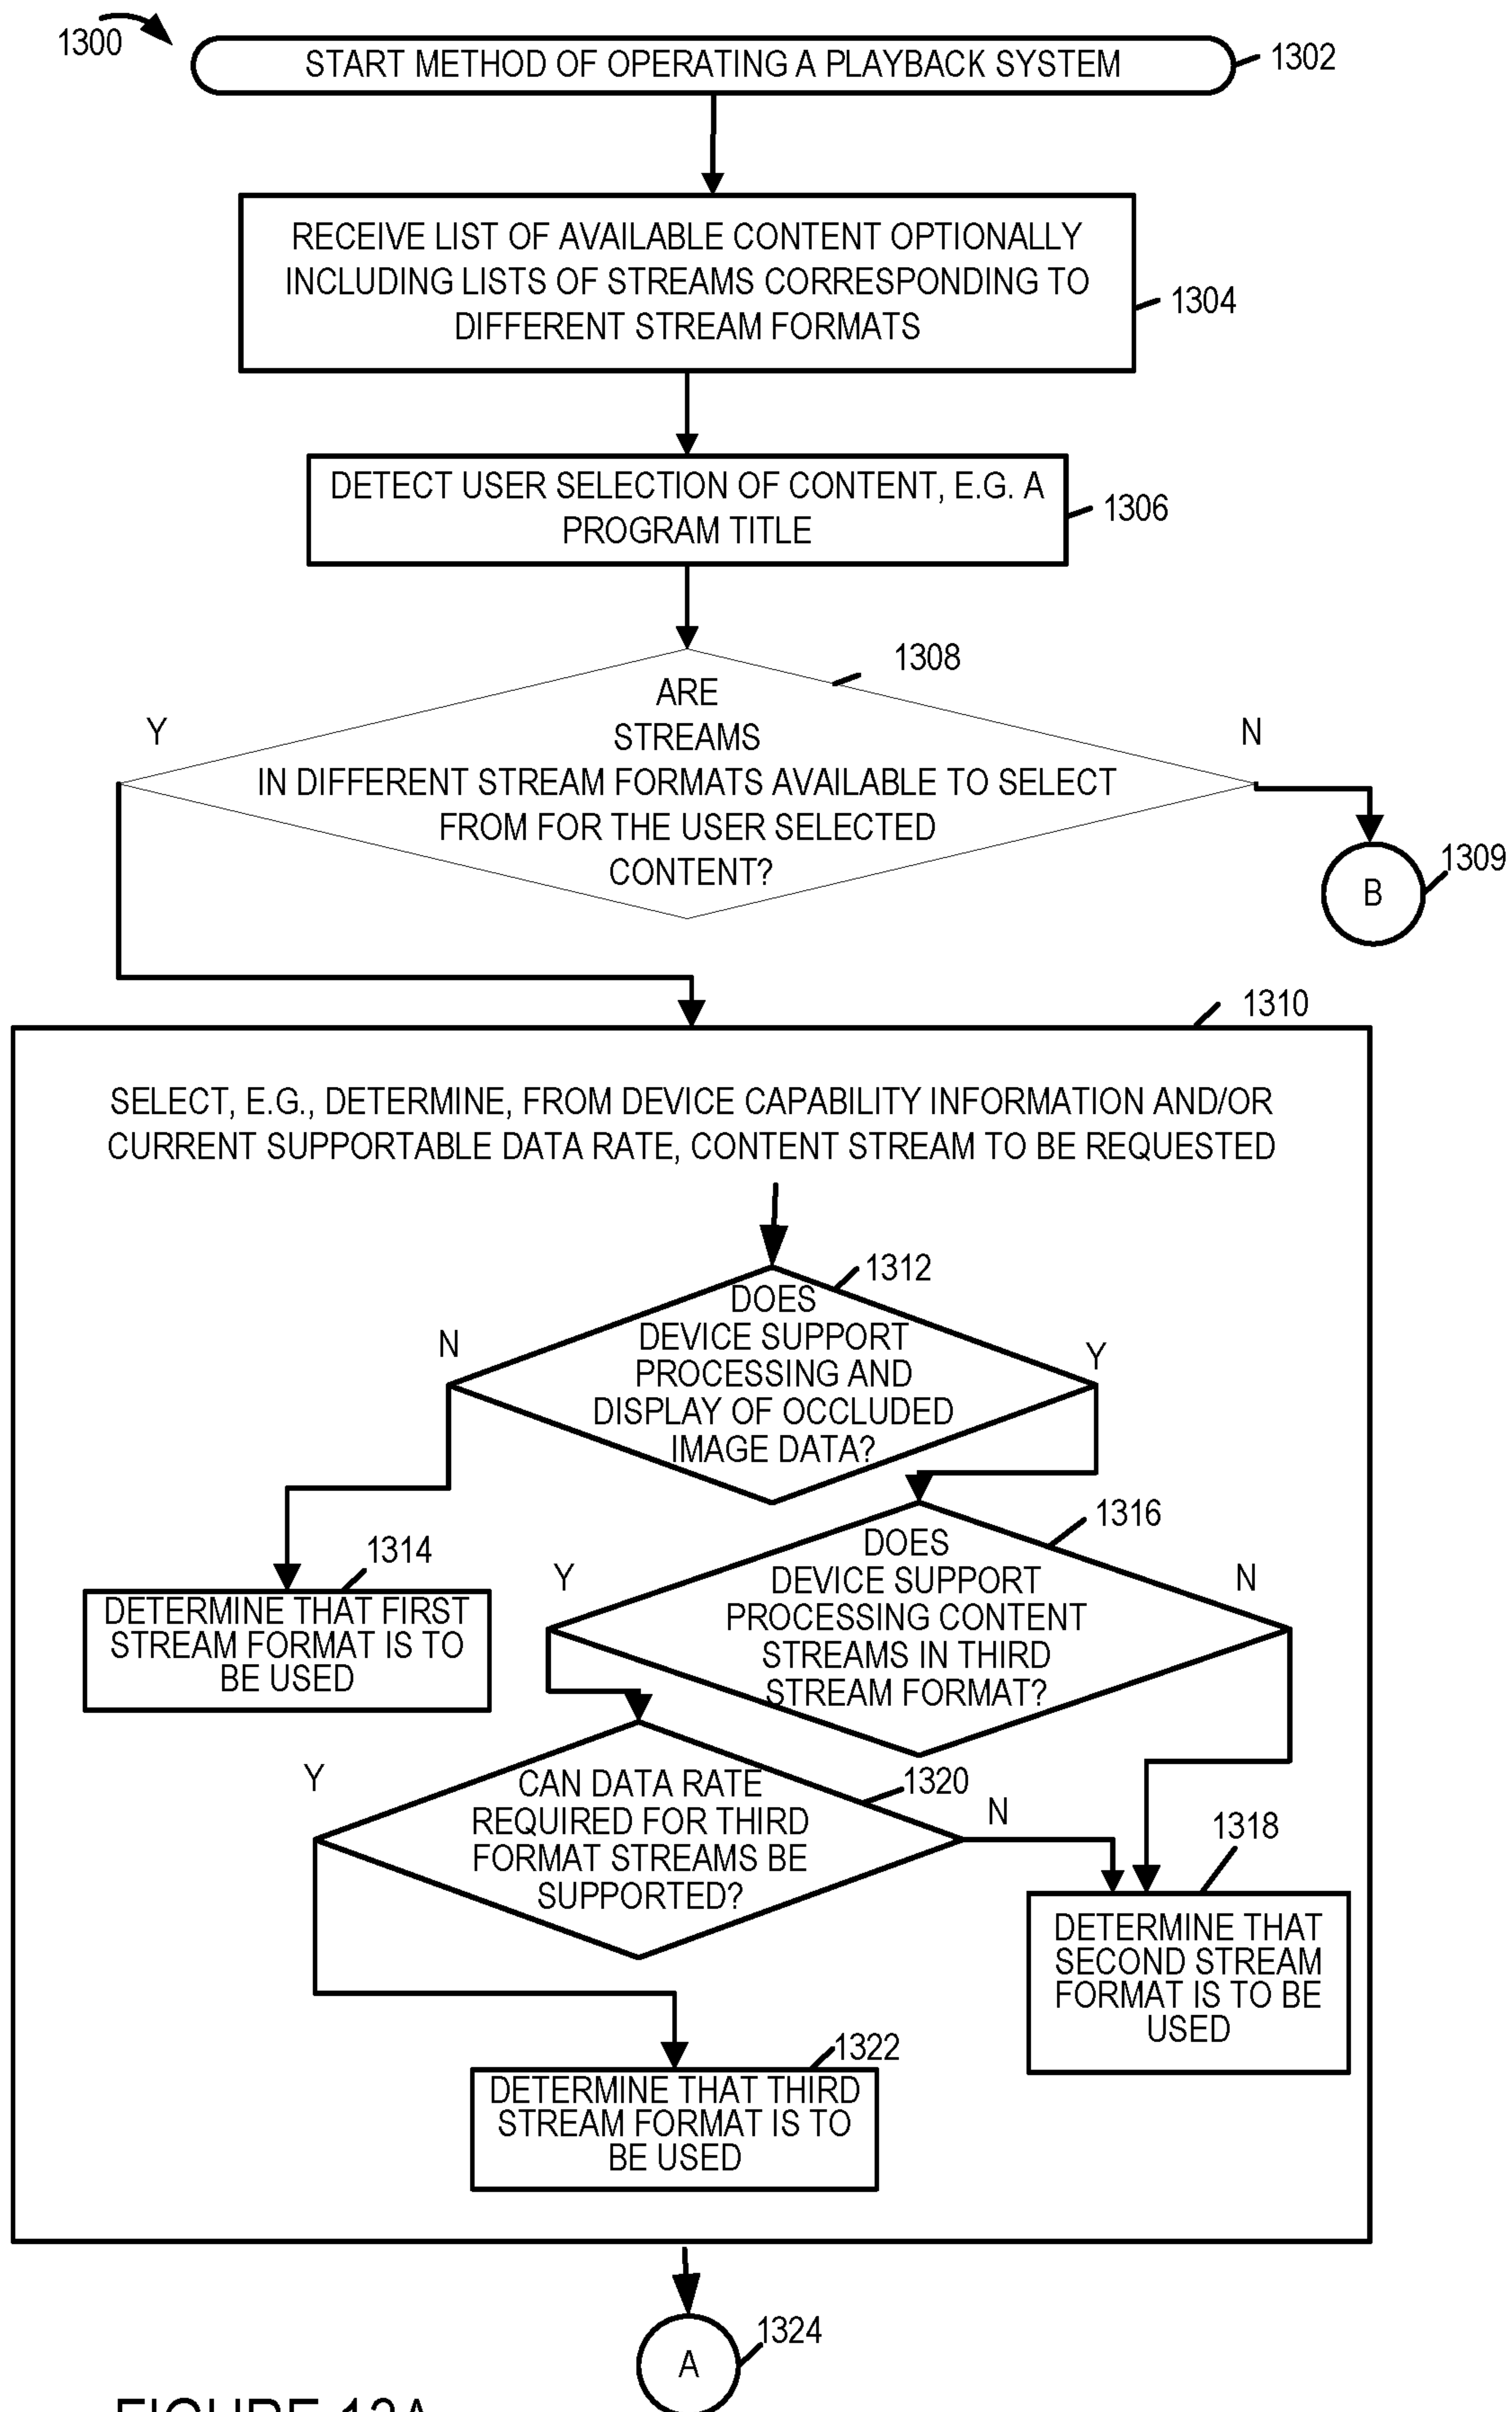 1300
START METHOD OF OPERATING A PLAYBACK SYSTEM
1302
RECEIVE LIST OF AVAILABLE CONTENT OPTIONALLY
INCLUDING LISTS OF STREAMS CORRESPONDING TO
DIFFERENT STREAM FORMATS
1304
DETECT USER SELECTION OF CONTENT, E.G. A
PROGRAM TITLE
1306
1308
ARE
STREAMS
IN DIFFERENT STREAM FORMATS AVAILABLE TO SELECT
FROM FOR THE USER SELECTED
CONTENT?
Y
N
B
1309
1310
SELECT, E.G., DETERMINE, FROM DEVICE CAPABILITY INFORMATION AND/OR
CURRENT SUPPORTABLE DATA RATE, CONTENT STREAM TO BE REQUESTED
1312
DOES
DEVICE SUPPORT
PROCESSING AND
DISPLAY OF OCCLUDED
IMAGE DATA?
N
Y
1314
DETERMINE THAT FIRST
STREAM FORMAT IS TO
BE USED
1316
DOES
DEVICE SUPPORT
PROCESSING CONTENT
STREAMS IN THIRD
STREAM FORMAT?
Y
N
1320
CAN DATA RATE
REQUIRED FOR THIRD
FORMAT STREAMS BE
SUPPORTED?
Y
N
1318
DETERMINE THAT
SECOND STREAM
FORMAT IS TO BE
USED
1322
DETERMINE THAT THIRD
STREAM FORMAT IS TO
BE USED
A
1324
FIGURE 13A